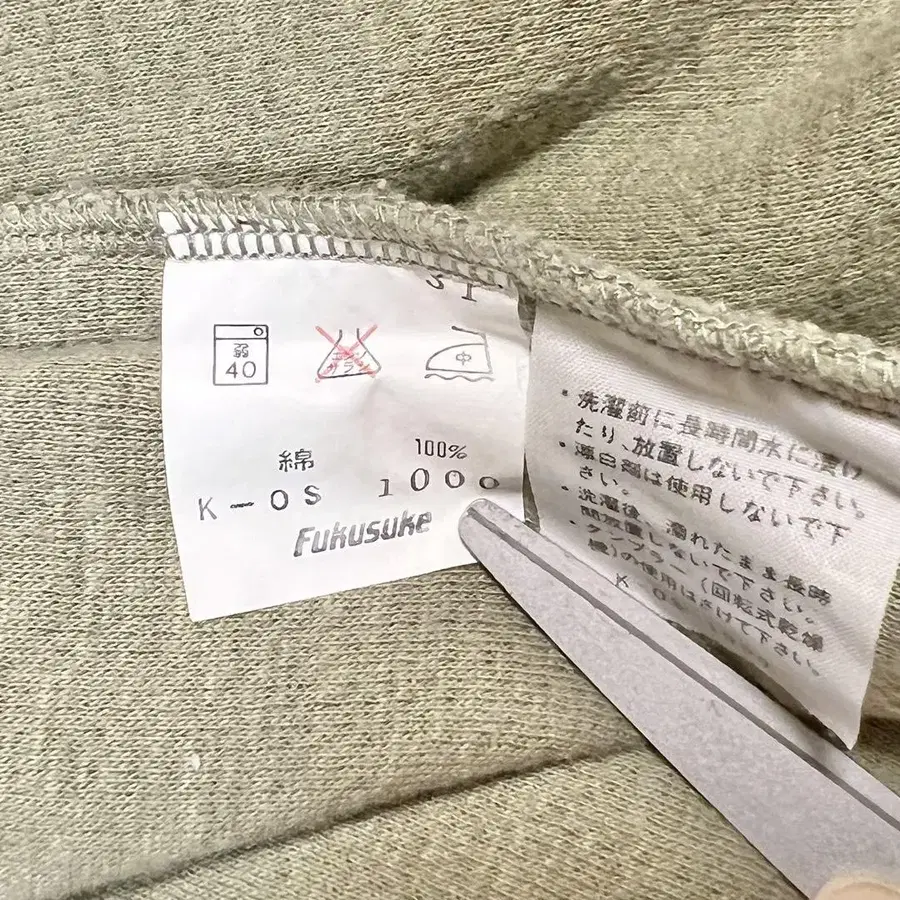 弱
40
エンソ
サラシ
中
綿 100%
K-OS 1000
Fukusuke
・洗濯前に長時間水に漬け
たり、放置しないで下さい。
・漂白剤は使用しないで下
さい。
・洗濯後、濡れたまま長時
間放置しないで下さい。
・タンブラー(回転式乾燥
機)の使用はさけて下さい。